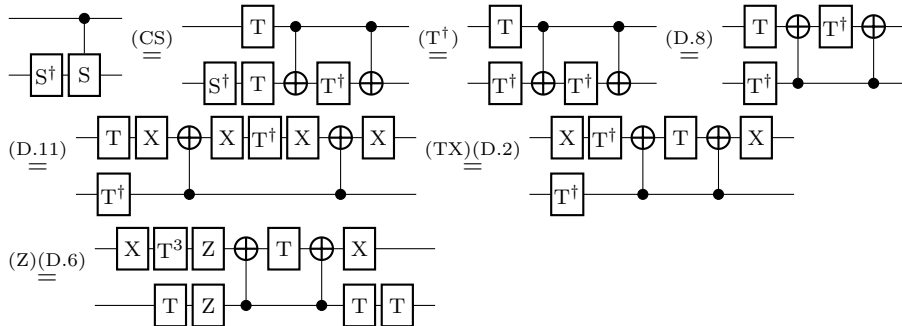 T T T
(CS) (T†) (D.8)
= = =
S† S S† T T† T† T† T† T†
T X X T† X X X T† T X
(D.11) (TX)(D.2)
= =
T† T†
X T³ Z T X
(Z)(D.6)
=
T Z T T